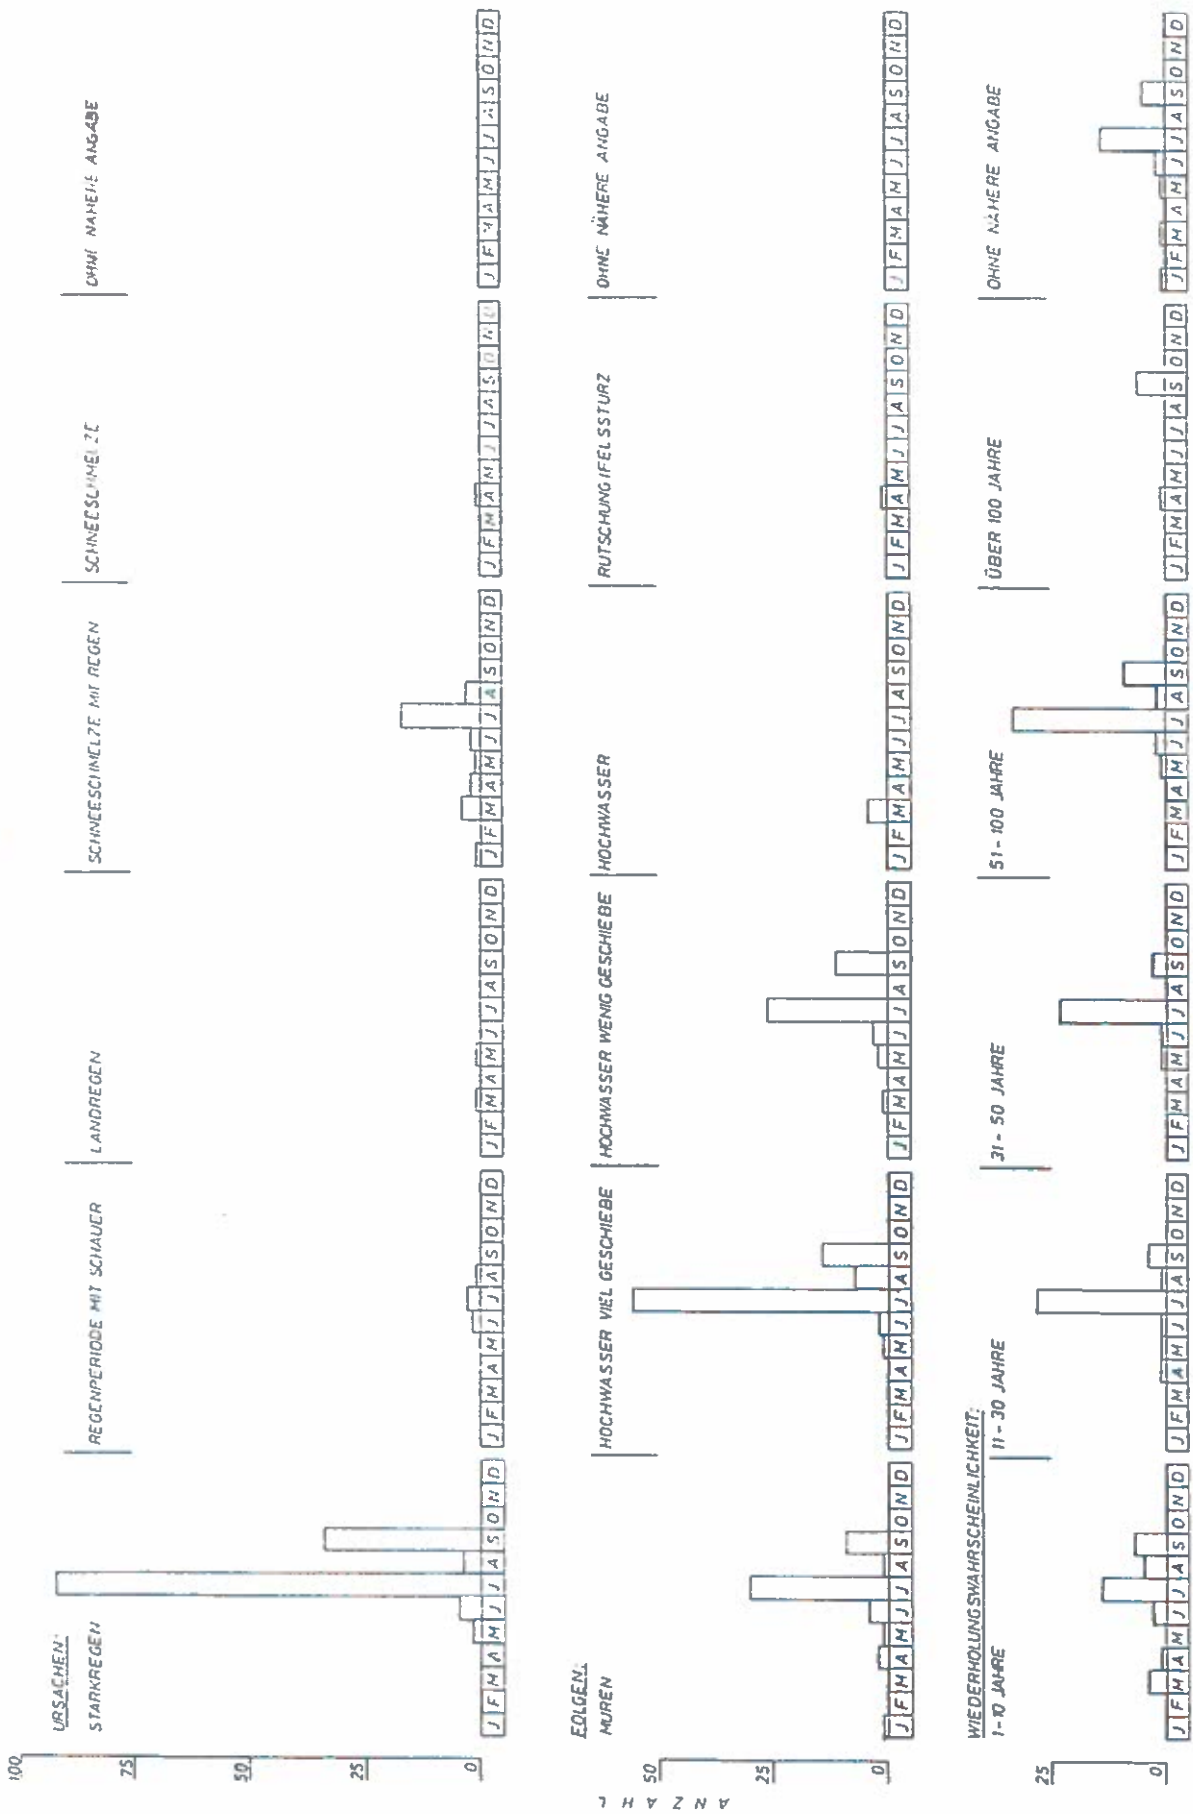 URSACHEN:
STARKREGEN
REGENPERIODE MIT SCHAUER
LANDREGEN
SCHNEESCHMELZE MIT REGEN
SCHNEESCHMELZE
OHNE NÄHERE ANGABE
100
75
50
25
0
J F M A M J J A S O N D
J F M A M J J A S O N D
J F M A M J J A S O N D
J F M A M J J A S O N D
J F M A M J J A S O N D
J F M A M J J A S O N D
FOLGEN:
MUREN
HOCHWASSER VIEL GESCHIEBE
HOCHWASSER WENIG GESCHIEBE
HOCHWASSER
RUTSCHUNG/FELSSTURZ
OHNE NÄHERE ANGABE
ANZAHL
50
25
0
J F M A M J J A S O N D
J F M A M J J A S O N D
J F M A M J J A S O N D
J F M A M J J A S O N D
J F M A M J J A S O N D
J F M A M J J A S O N D
WIEDERHOLUNGSWAHRSCHEINLICHKEIT:
1-10 JAHRE
11-30 JAHRE
31-50 JAHRE
51-100 JAHRE
ÜBER 100 JAHRE
OHNE NÄHERE ANGABE
25
0
J F M A M J J A S O N D
J F M A M J J A S O N D
J F M A M J J A S O N D
J F M A M J J A S O N D
J F M A M J J A S O N D
J F M A M J J A S O N D